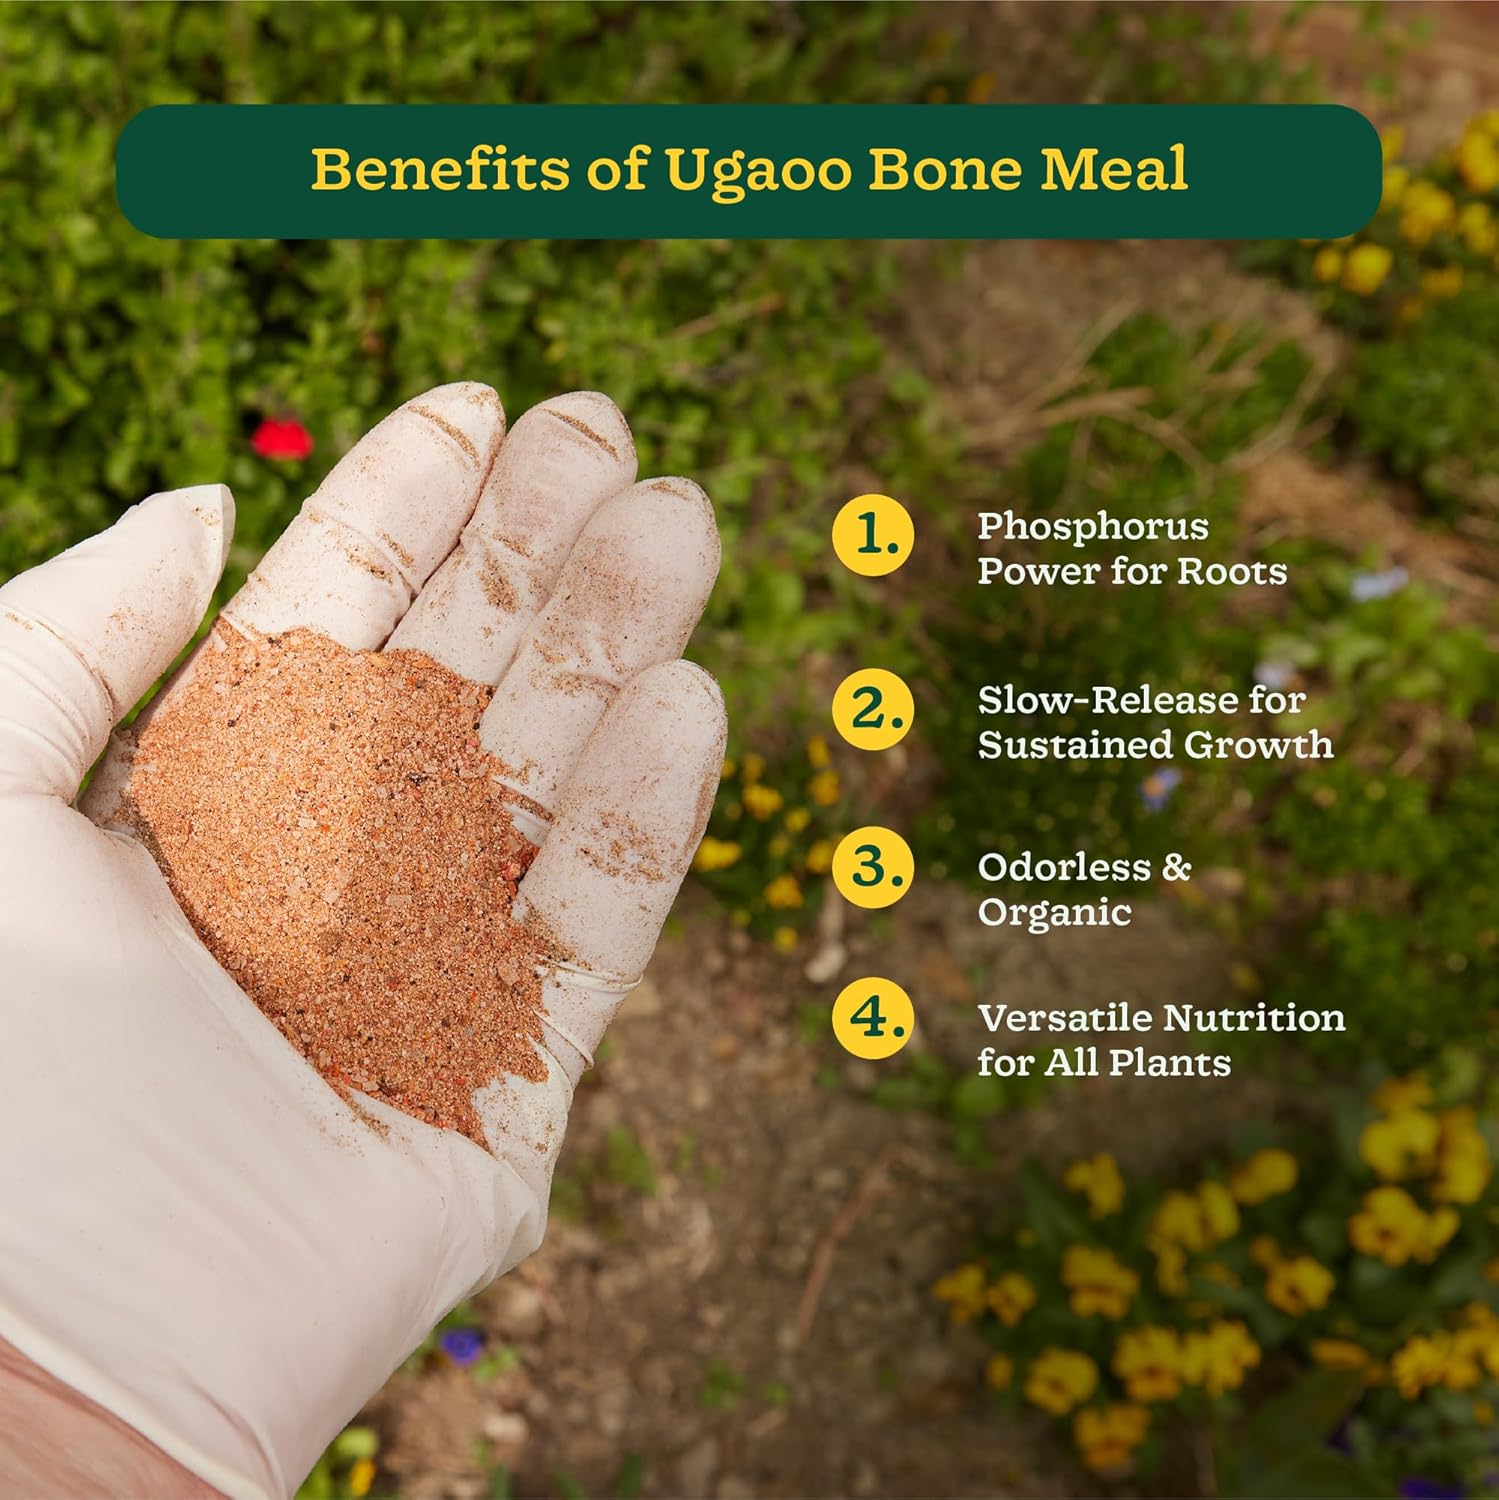 Benefits of Ugaoo Bone Meal
1. Phosphorus
Power for Roots
2. Slow-Release for
Sustained Growth
3. Odorless &
Organic
4. Versatile Nutrition
for All Plants